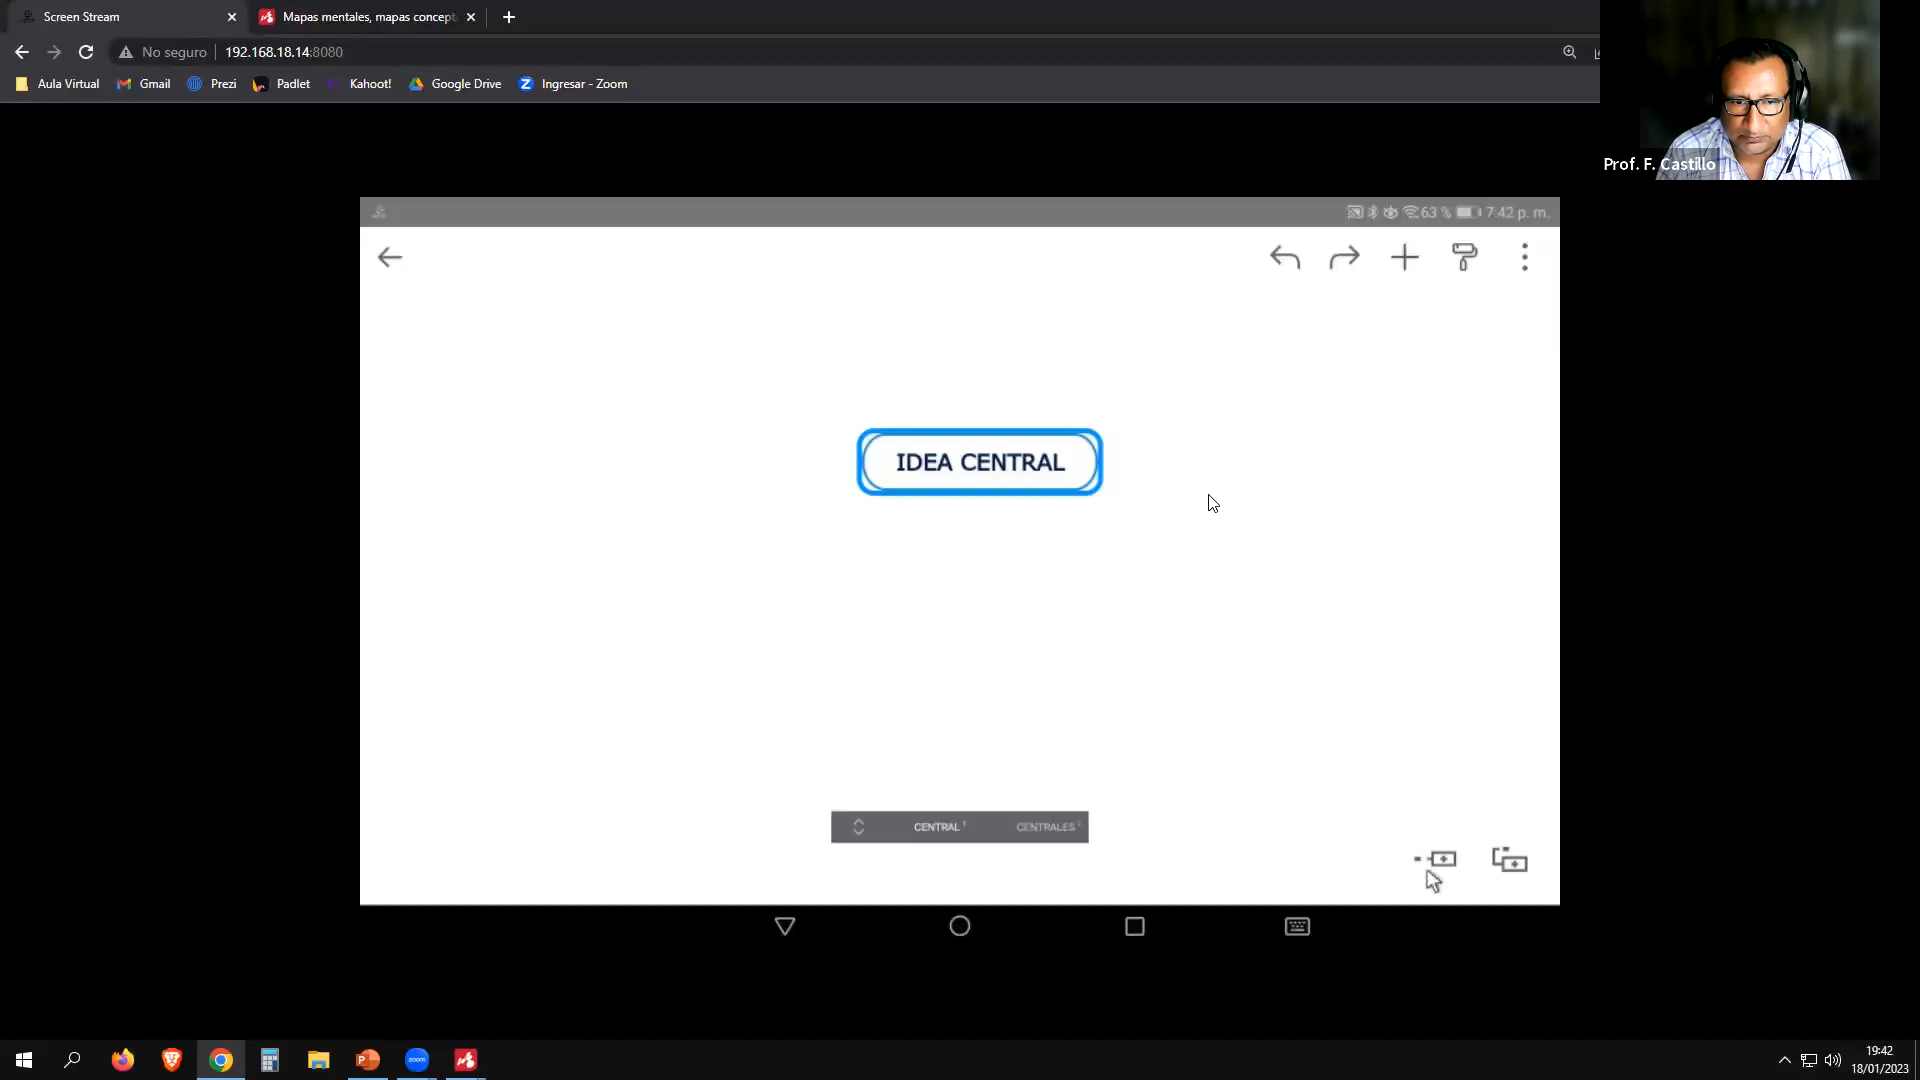 Screen Stream
Mapas mentales, mapas concept
No seguro
192.168.18.14:8080
Aula Virtual
Gmail
Prezi
Padlet
Kahoot!
Google Drive
Ingresar - Zoom
Prof. F. Castillo
63 %
7:42 p. m.
IDEA CENTRAL
CENTRAL
CENTRALES
zoom
19:42
18/01/2023